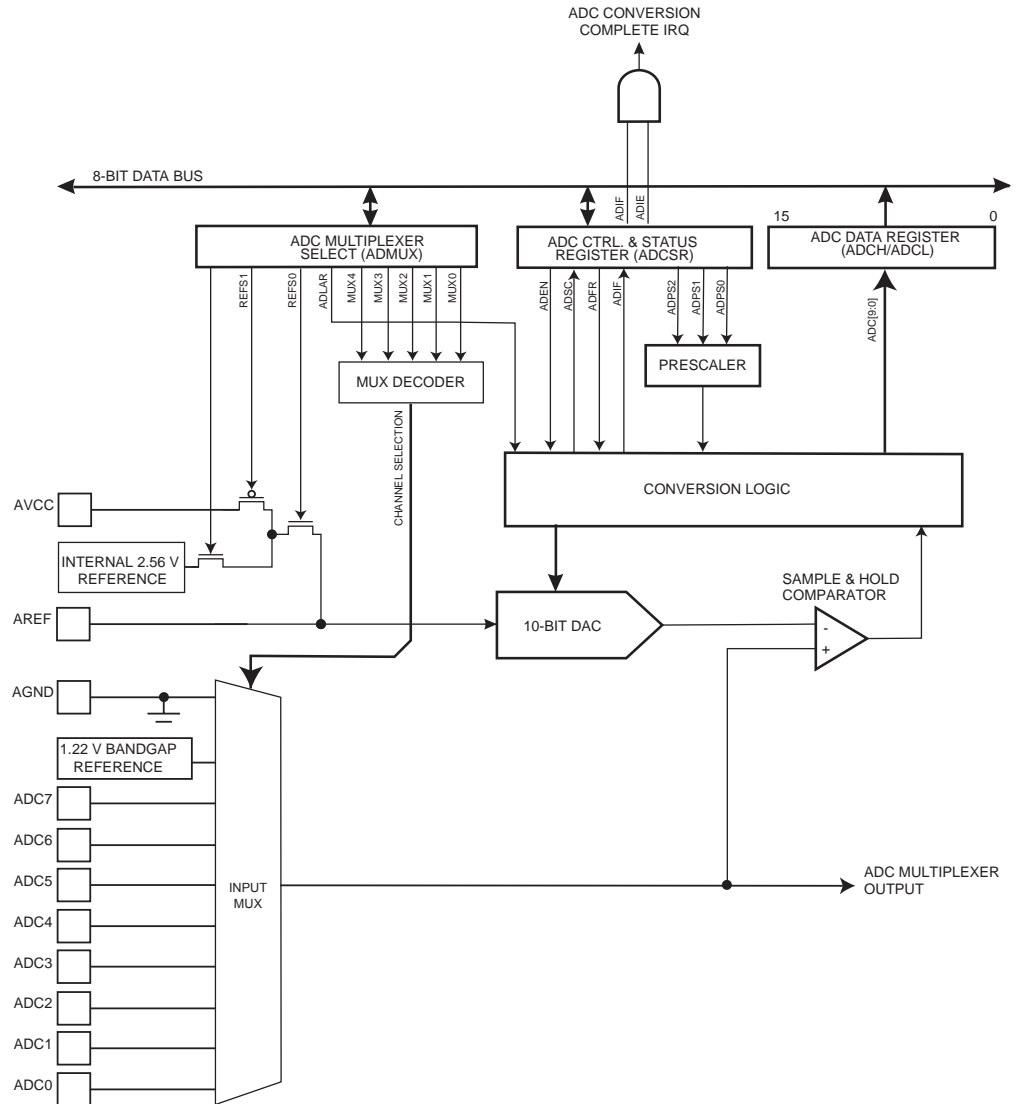 ADC CONVERSION
COMPLETE IRQ
8-BIT DATA BUS
ADIF
ADIE
15
0
ADC MULTIPLEXER
SELECT (ADMUX)
ADC CTRL. & STATUS
REGISTER (ADCSR)
ADC DATA REGISTER
(ADCH/ADCL)
REFS1
REFS0
ADLAR
MUX4
MUX3
MUX2
MUX1
MUX0
ADEN
ADSC
ADFR
ADIF
ADPS2
ADPS1
ADPS0
ADC[9:0]
MUX DECODER
PRESCALER
CHANNEL SELECTION
CONVERSION LOGIC
AVCC
INTERNAL 2.56 V
REFERENCE
SAMPLE & HOLD
COMPARATOR
AREF
10-BIT DAC
-
+
AGND
1.22 V BANDGAP
REFERENCE
ADC7
ADC6
ADC5
INPUT
MUX
ADC MULTIPLEXER
OUTPUT
ADC4
ADC3
ADC2
ADC1
ADC0